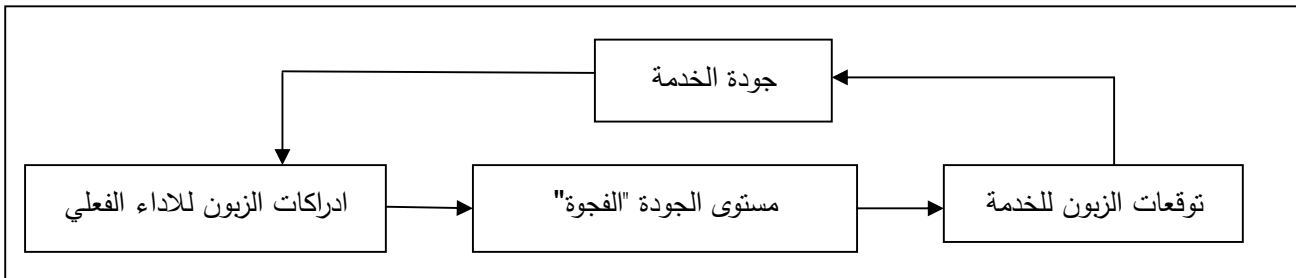 جودة الخدمة
توقعات الزبون للخدمة
مستوى الجودة "الفجوة"
ادراكات الزبون للاداء الفعلي